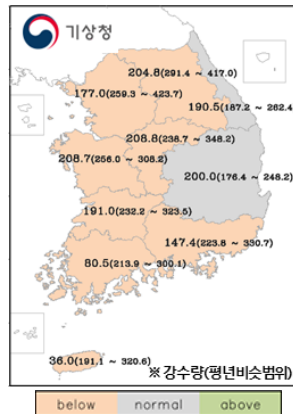 기상청
204.8(291.4 ~ 417.0)
177.0(259.3 ~ 423.7)
190.5(187.2 ~ 262.4)
208.8(238.7 ~ 348.2)
208.7(256.0 ~ 308.2)
200.0(176.4 ~ 248.2)
191.0(232.2 ~ 323.5)
147.4(223.8 ~ 330.7)
80.5(213.9 ~ 300.1)
36.0(191.1 ~ 320.6)
※ 강수량(평년비슷범위)
below normal above